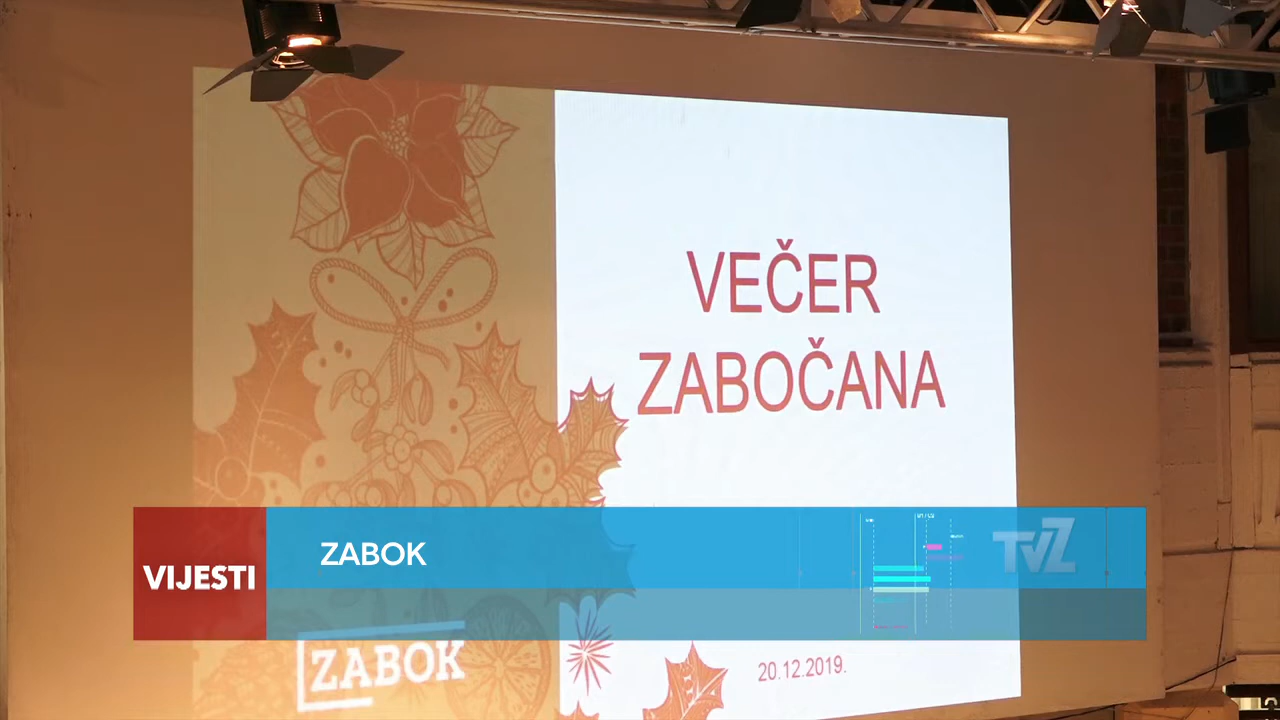 VEČER
ZABOČANA
ZABOK
VIJESTI
TVZ
ZABOK
20.12.2019.